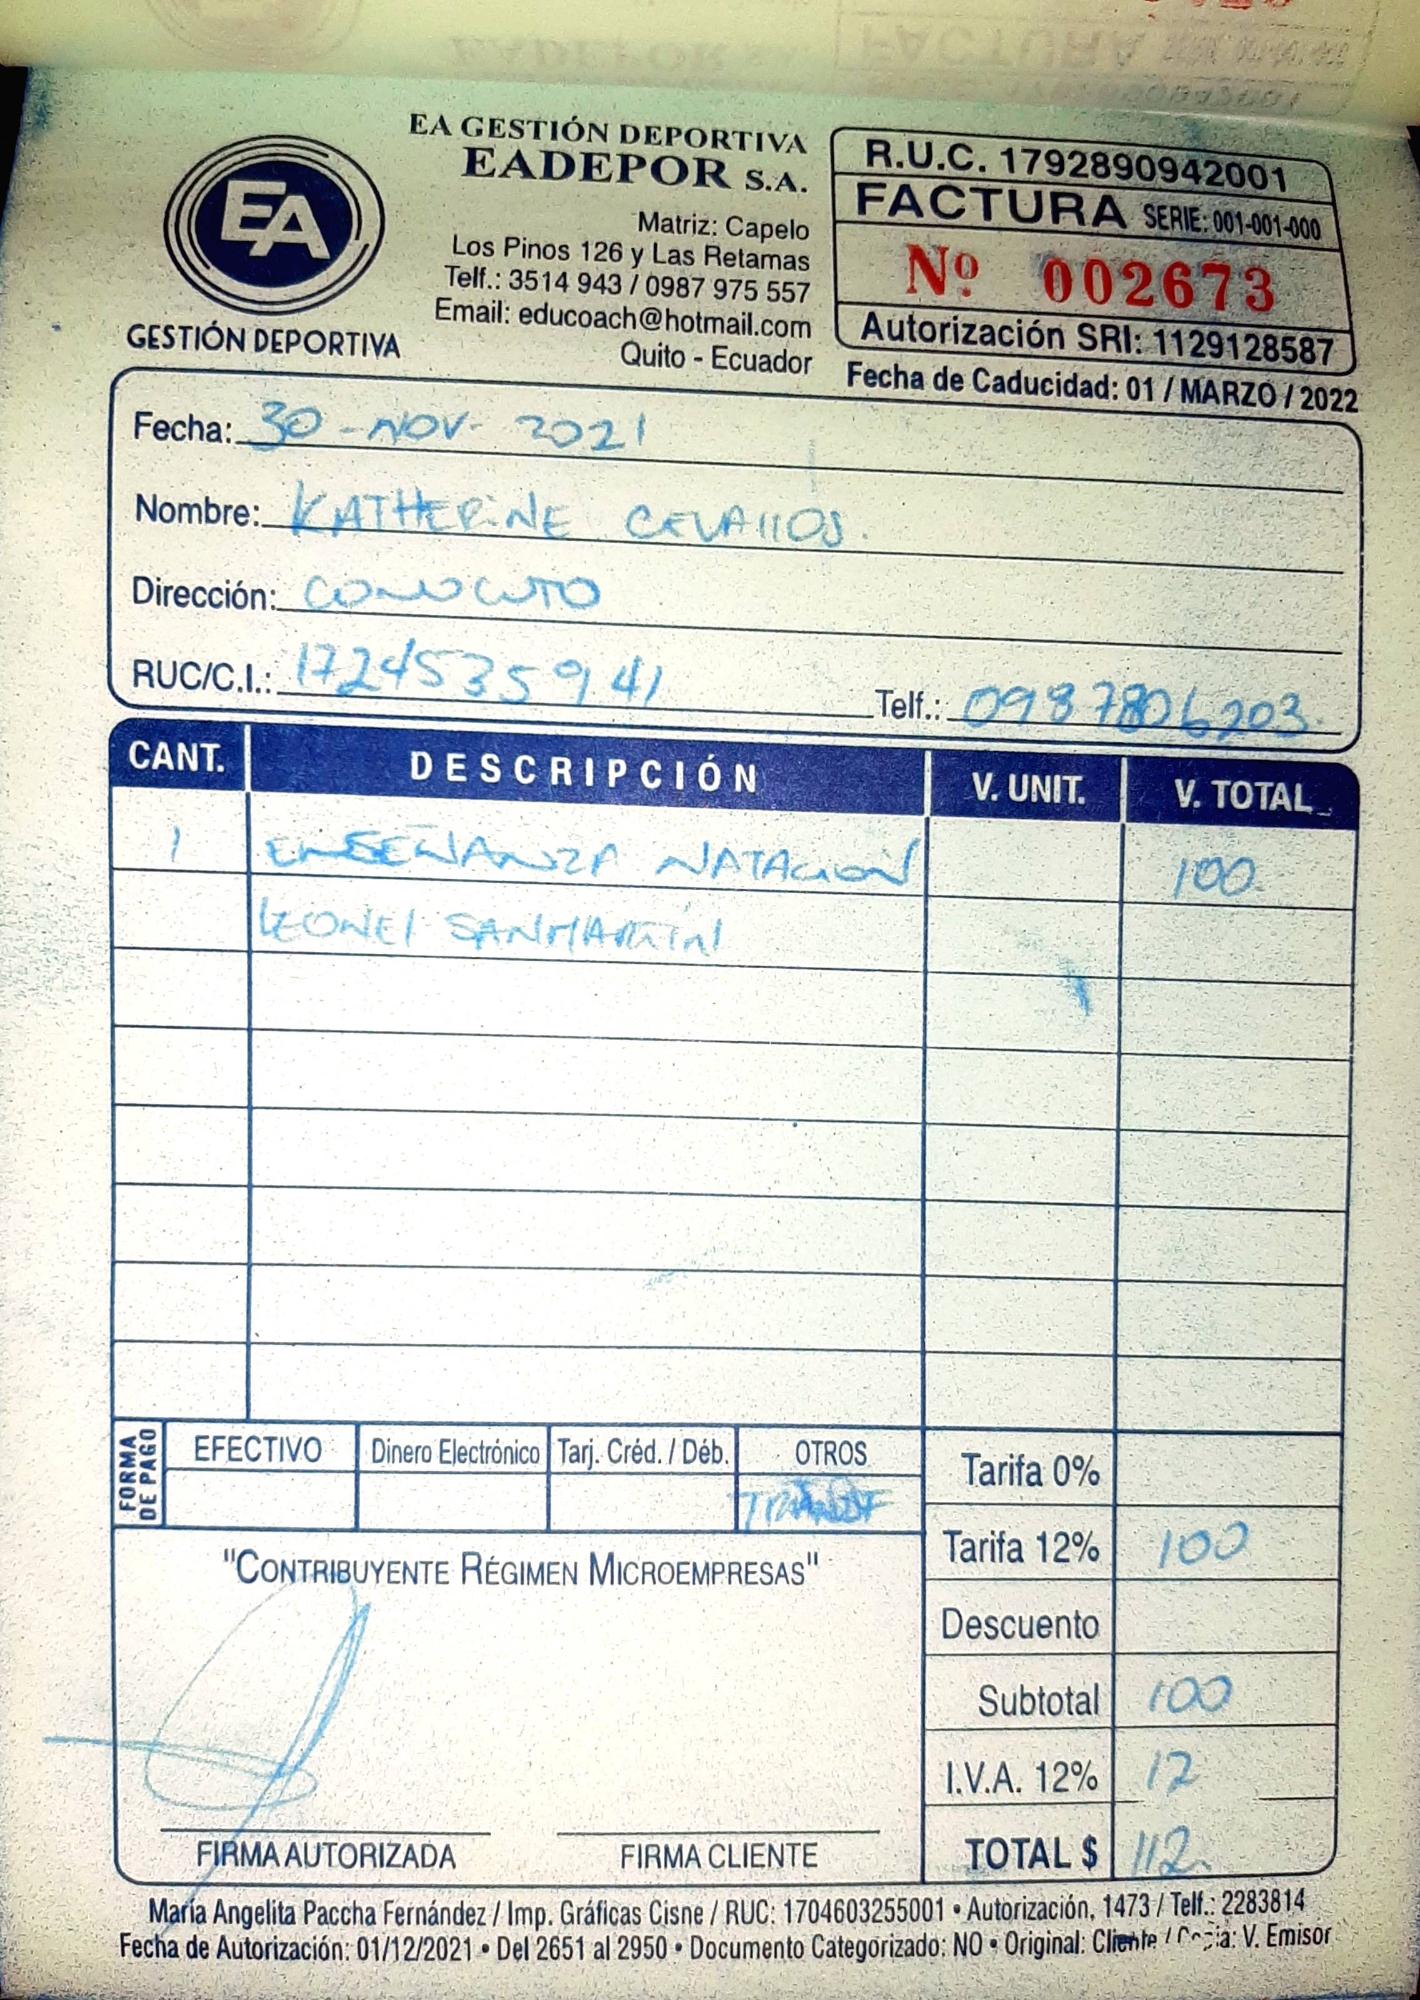 EA GESTIÓN DEPORTIVA
EADEPOR S.A.
Matriz: Capelo
Los Pinos 126 y Las Retamas
Telf.: 3514 943 / 0987 975 557
Email: educoach@hotmail.com
Quito - Ecuador
EA
GESTIÓN DEPORTIVA
R.U.C. 1792890942001
FACTURA SERIE: 001-001-000
Nº 002673
Autorización SRI: 1129128587
Fecha de Caducidad: 01 / MARZO / 2022
Fecha: 30 - NOV - 2021
Nombre: KATHERINE CEVAllOS.
Dirección: CONOCOTO
RUC/C.I.: 1724535941 Telf.: 0987806203.
CANT. DESCRIPCIÓN V. UNIT. V. TOTAL
1 ENSEÑANZA NATACION 100.
LEONEl SANMARTIN
FORMA DE PAGO EFECTIVO Dinero Electrónico Tarj. Créd. / Déb. OTROS
TRANSF
Tarifa 0%
Tarifa 12% 100
Descuento
Subtotal 100
I.V.A. 12% 12
TOTAL $ 112.
"CONTRIBUYENTE RÉGIMEN MICROEMPRESAS"
FIRMA AUTORIZADA FIRMA CLIENTE
María Angelita Paccha Fernández / Imp. Gráficas Cisne / RUC: 1704603255001 • Autorización. 1473 / Telf.: 2283814
Fecha de Autorización: 01/12/2021 • Del 2651 al 2950 • Documento Categorizado: NO • Original: Cliente / Copia: V. Emisor